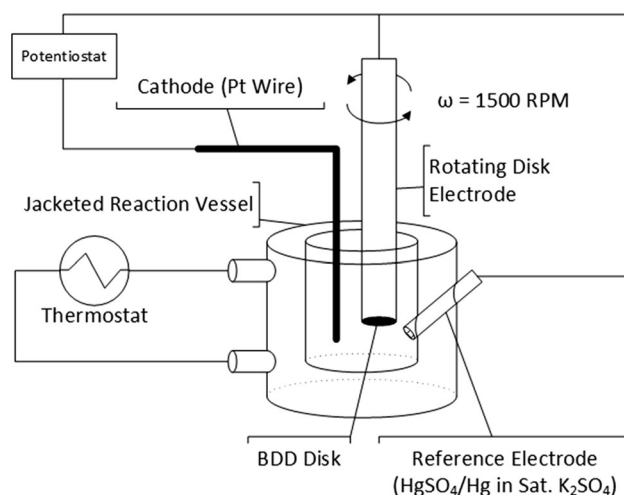 Potentiostat
Cathode (Pt Wire)
ω = 1500 RPM
Rotating Disk
Electrode
Jacketed Reaction Vessel
Thermostat
BDD Disk
Reference Electrode
(HgSO₄/Hg in Sat. K₂SO₄)